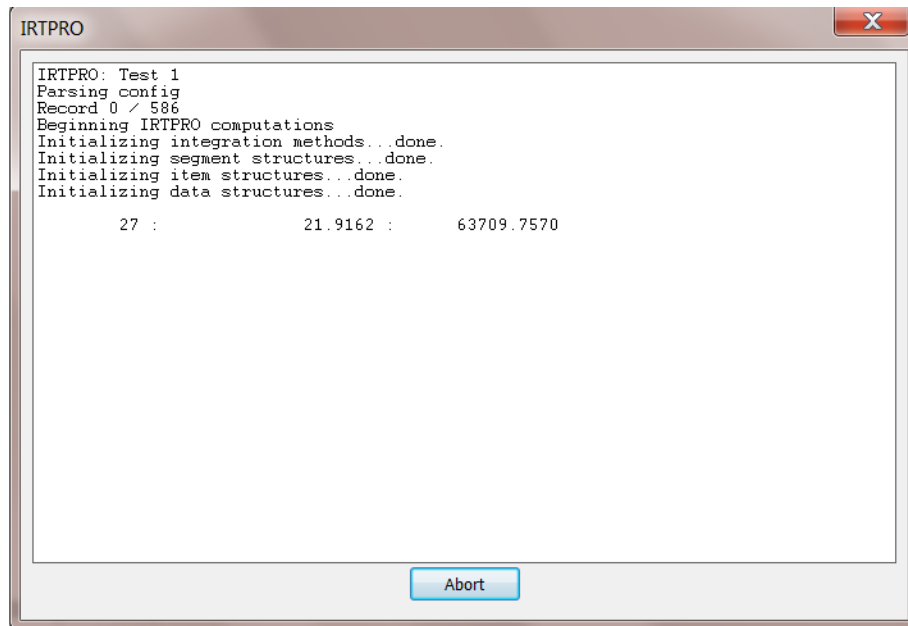 IRTPRO
IRTPRO: Test 1
Parsing config
Record 0 / 586
Beginning IRTPRO computations
Initializing integration methods...done.
Initializing segment structures...done.
Initializing item structures...done.
Initializing data structures...done.
27 : 21.9162 : 63709.7570
Abort